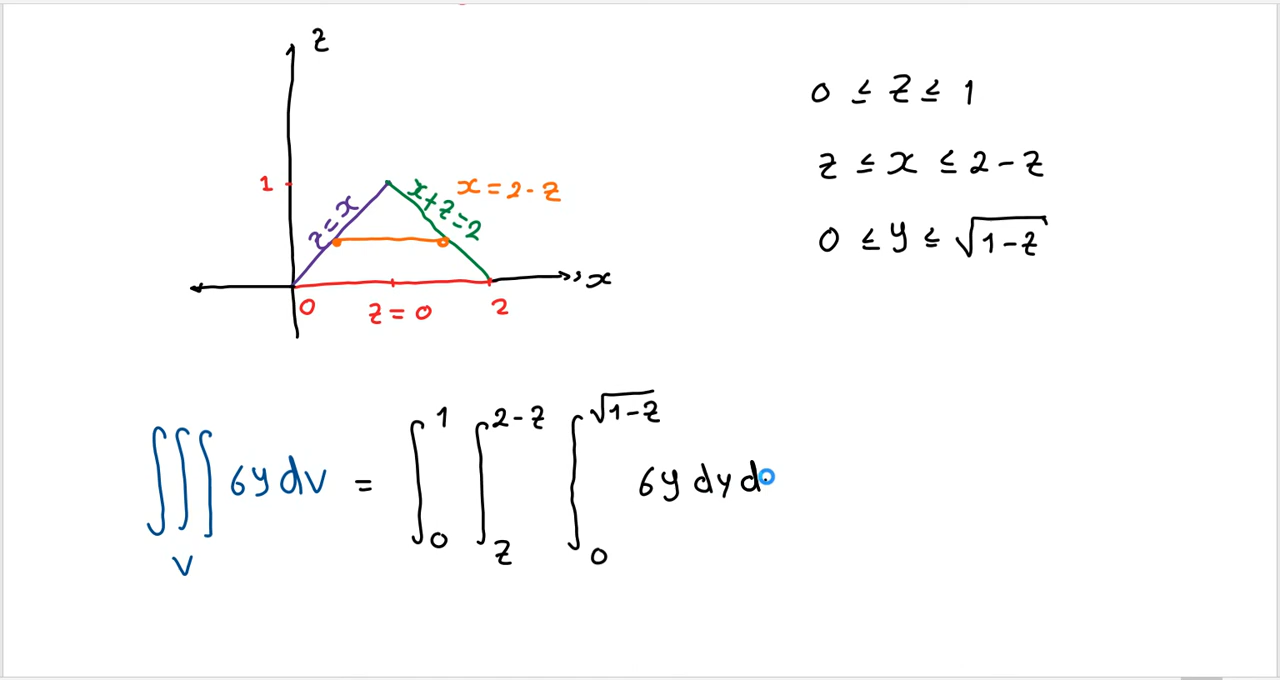 z
0 ≤ z ≤ 1
z ≤ x ≤ 2 - z
0 ≤ y ≤ √(1-z)
1
z = x
x+z=2
x = 2 - z
x
0
z = 0
2
∭_V 6y dv = ∫_0^1 ∫_z^{2-z} ∫_0^{√(1-z)} 6y dy d